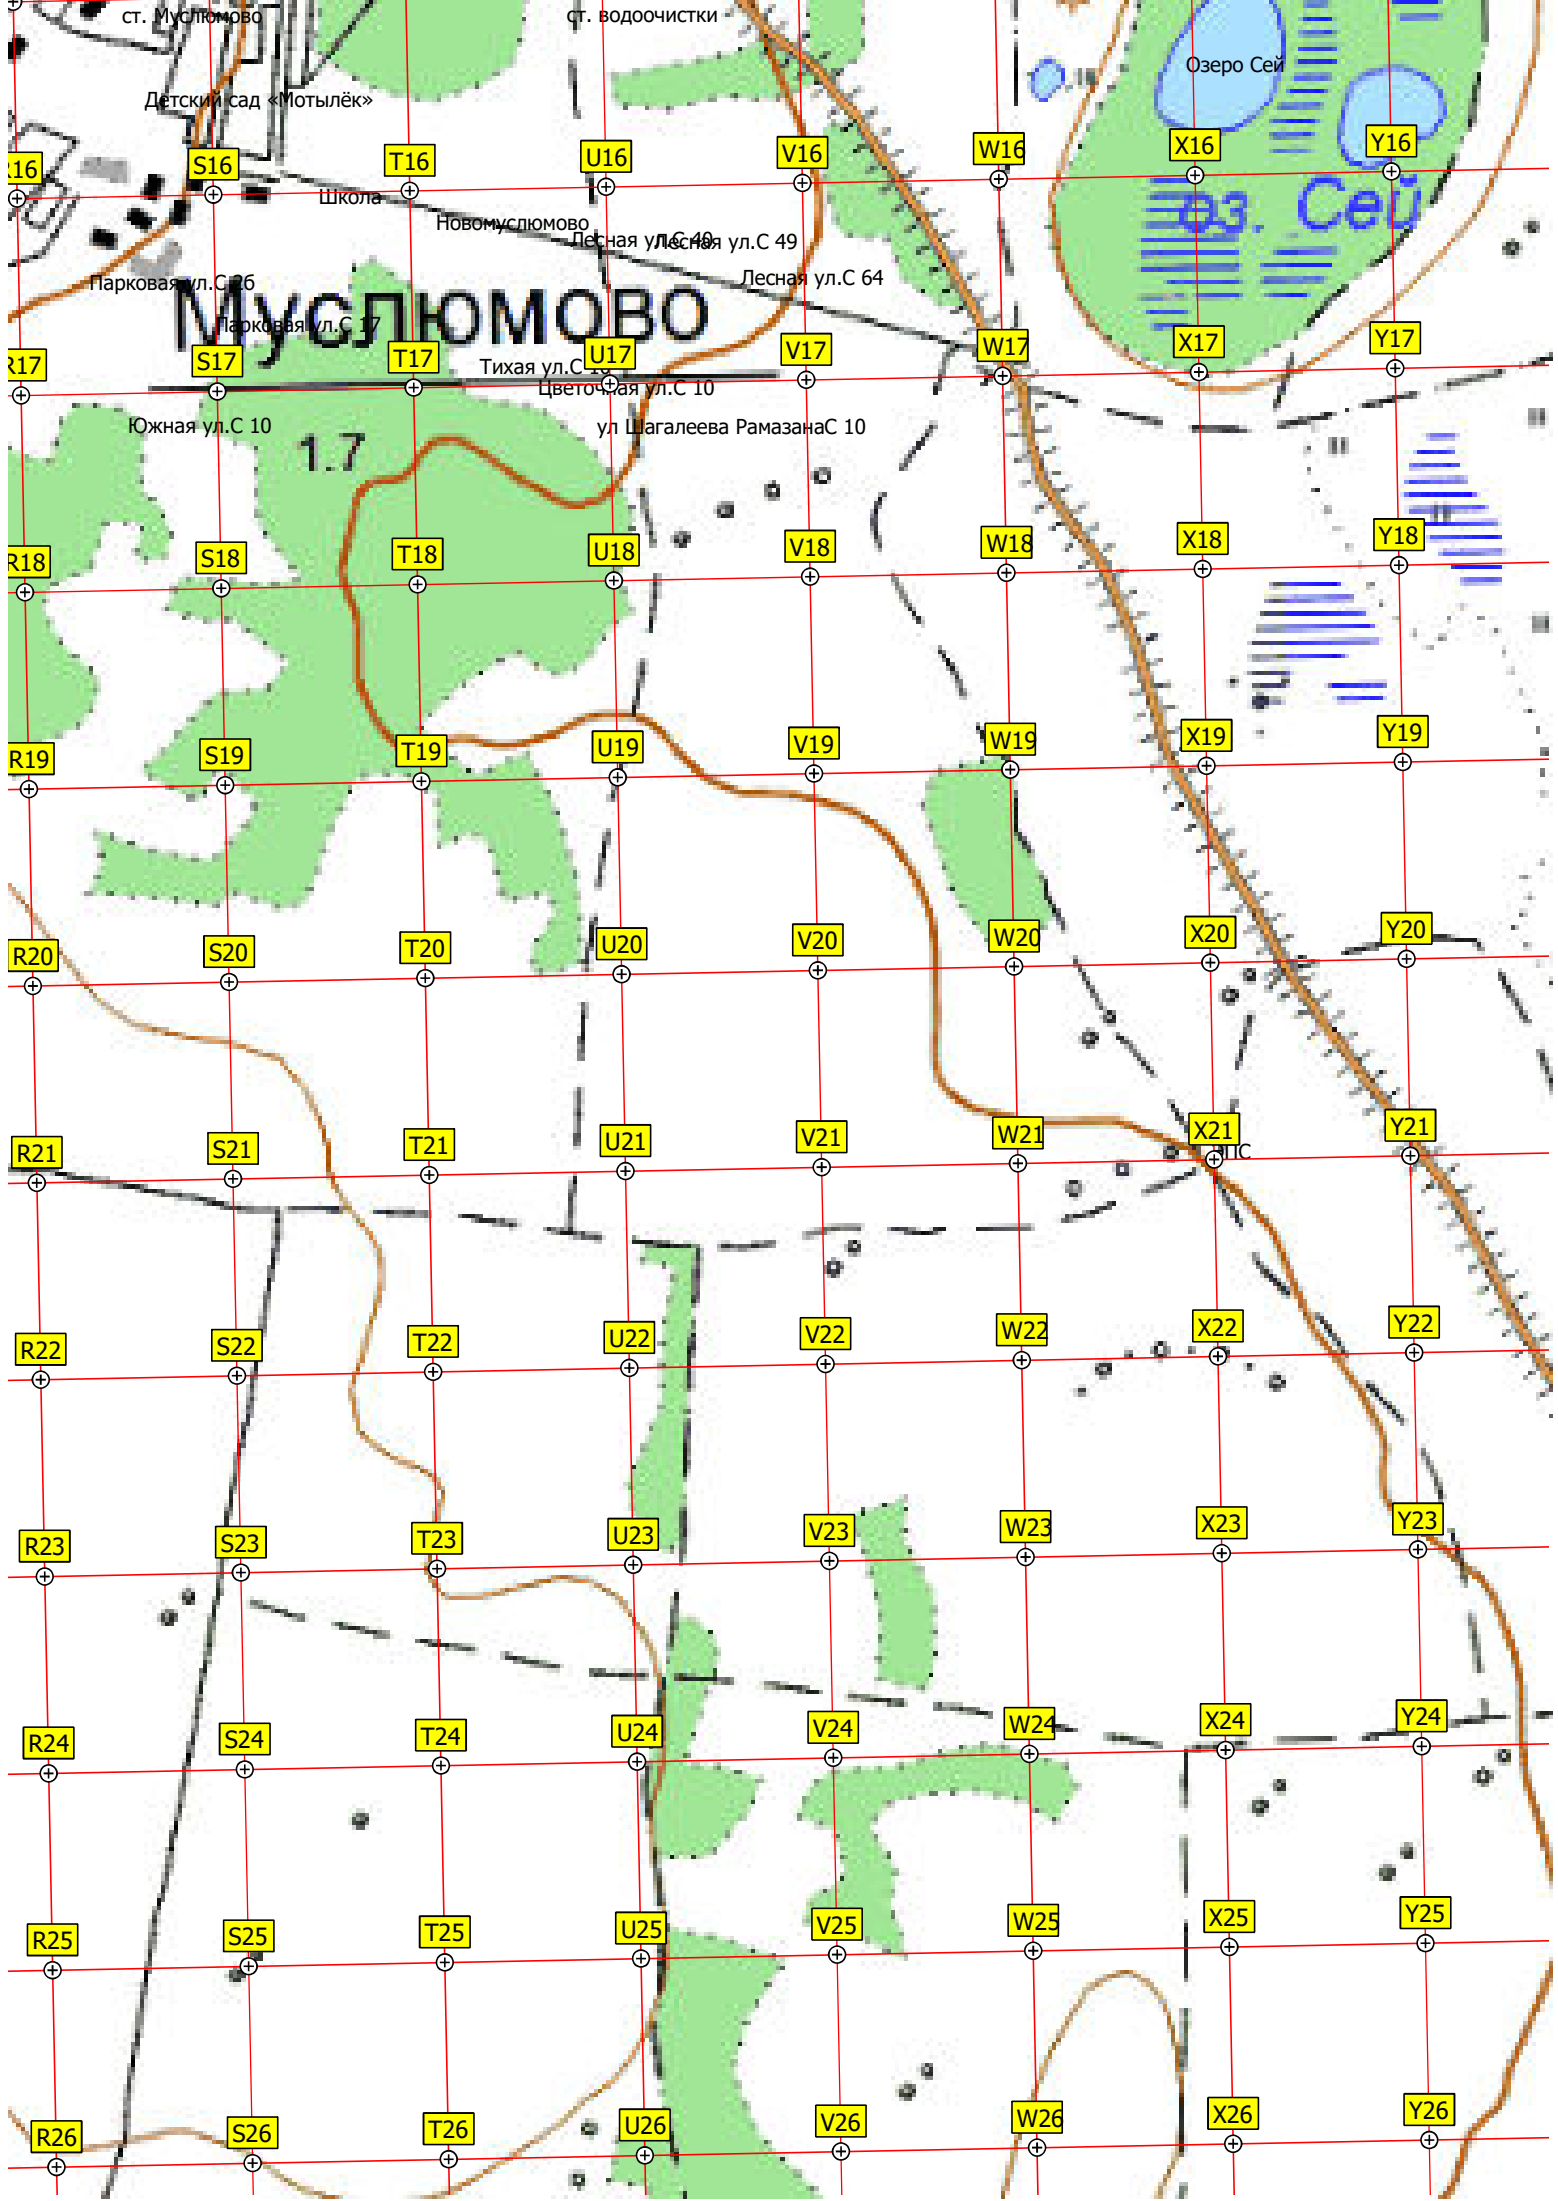 ст. Муслюмово
ст. водоочистки
Озеро Сей
Детский сад «Мотылёк»
R16 S16 T16 U16 V16 W16 X16 Y16
Школа
Новомуслюмово
Лесная ул.С 49
оз. Сей
Лесная ул.С 64
Парковая ул.С 26
Муслюмово
Парковая ул.С 17
R17 S17 T17 U17 V17 W17 X17 Y17
Тихая ул.С 10
Цветочная ул.С 10
Южная ул.С 10
ул Шагалеева РамазанаС 10
1.7
R18 S18 T18 U18 V18 W18 X18 Y18
R19 S19 T19 U19 V19 W19 X19 Y19
R20 S20 T20 U20 V20 W20 X20 Y20
R21 S21 T21 U21 V21 W21 X21 Y21
R22 S22 T22 U22 V22 W22 X22 Y22
R23 S23 T23 U23 V23 W23 X23 Y23
R24 S24 T24 U24 V24 W24 X24 Y24
R25 S25 T25 U25 V25 W25 X25 Y25
R26 S26 T26 U26 V26 W26 X26 Y26